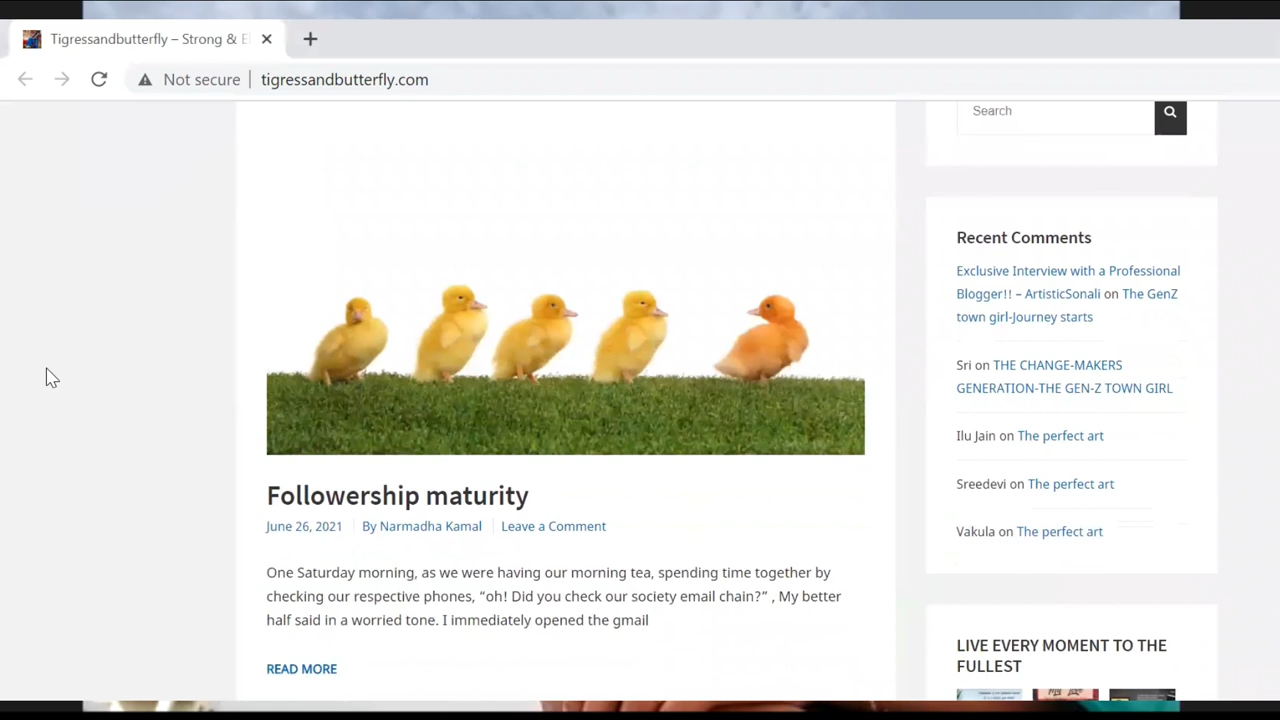 Tigressandbutterfly – Strong & El
Not secure
tigressandbutterfly.com
Search
Recent Comments
Exclusive Interview with a Professional
Blogger!! – ArtisticSonali on The GenZ
town girl-Journey starts
Sri on THE CHANGE-MAKERS
GENERATION-THE GEN-Z TOWN GIRL
Ilu Jain on The perfect art
Sreedevi on The perfect art
Vakula on The perfect art
Followership maturity
June 26, 2021 By Narmadha Kamal Leave a Comment
One Saturday morning, as we were having our morning tea, spending time together by
checking our respective phones, “oh! Did you check our society email chain?” , My better
half said in a worried tone. I immediately opened the gmail
READ MORE
LIVE EVERY MOMENT TO THE
FULLEST